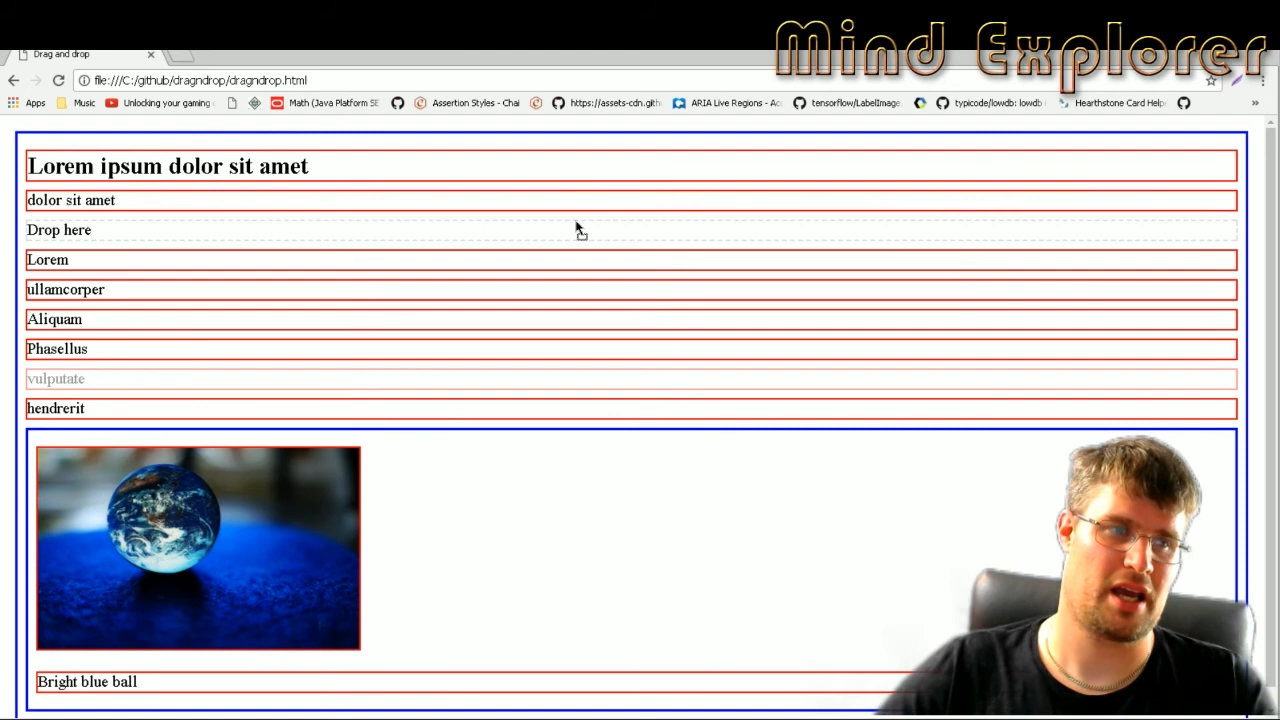 Mind Explorer
Drag and drop
file:///C:/github/dragndrop/dragndrop.html
Apps Music Unlocking your gaming Math (Java Platform SE Assertion Styles - Chai https://assets-cdn.gith ARIA Live Regions - Ac tensorflow/LabelImage typicode/lowdb: lowdb Hearthstone Card Help
Lorem ipsum dolor sit amet
dolor sit amet
Drop here
Lorem
ullamcorper
Aliquam
Phasellus
vulputate
hendrerit
Bright blue ball